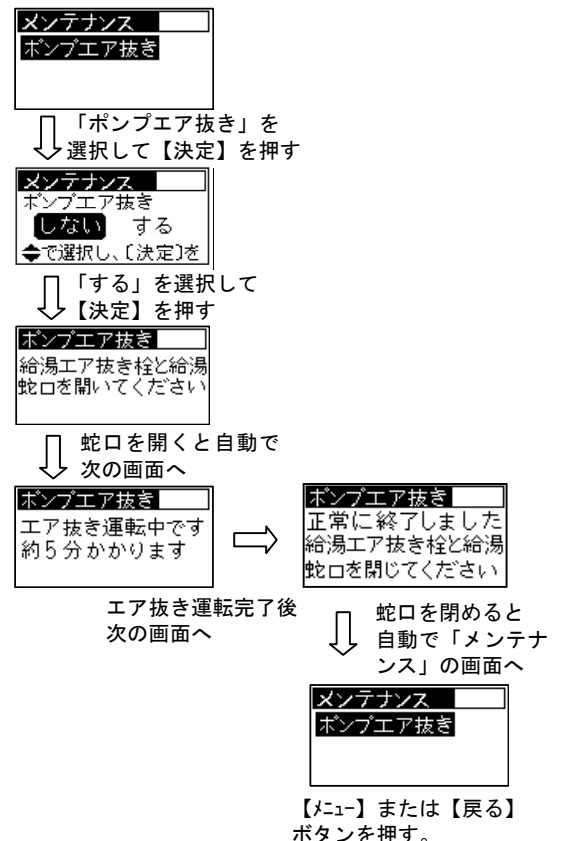 メンテナンス
ポンプエア抜き
「ポンプエア抜き」を
選択して【決定】を押す
メンテナンス
ポンプエア抜き
しない する
◆で選択し、〔決定〕を
「する」を選択して
【決定】を押す
ポンプエア抜き
給湯エア抜き栓と給湯
蛇口を開いてください
蛇口を開くと自動で
次の画面へ
ポンプエア抜き
エア抜き運転中です
約5分かかります
エア抜き運転完了後
次の画面へ
ポンプエア抜き
正常に終了しました
給湯エア抜き栓と給湯
蛇口を閉じてください
蛇口を閉めると
自動で「メンテナ
ンス」の画面へ
メンテナンス
ポンプエア抜き
【ﾒﾆｭｰ】または【戻る】
ボタンを押す。